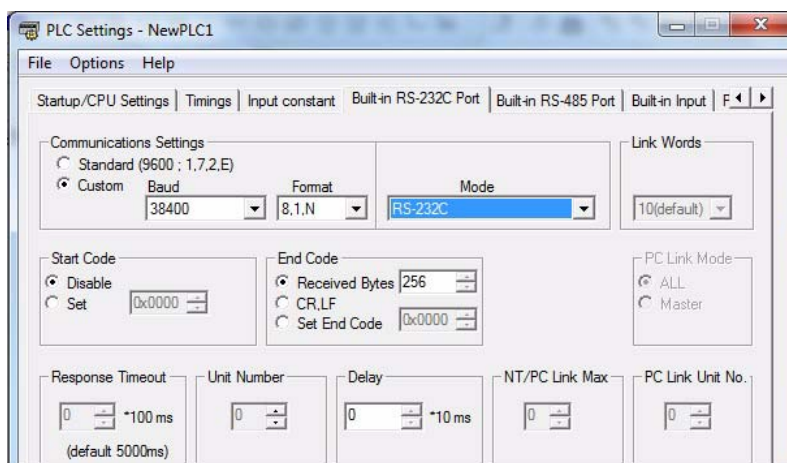 PLC Settings - NewPLC1
File Options Help
Startup/CPU Settings Timings Input constant Built-in RS-232C Port Built-in RS-485 Port Built-in Input F
Communications Settings
Standard (9600 ; 1,7,2,E)
Custom Baud Format Mode
38400 8,1,N RS-232C
Link Words
10(default)
Start Code
Disable
Set 0x0000
End Code
Received Bytes 256
CR,LF
Set End Code 0x0000
PC Link Mode
ALL
Master
Response Timeout
0 *100 ms
(default 5000ms)
Unit Number
0
Delay
0 *10 ms
NT/PC Link Max
0
PC Link Unit No.
0